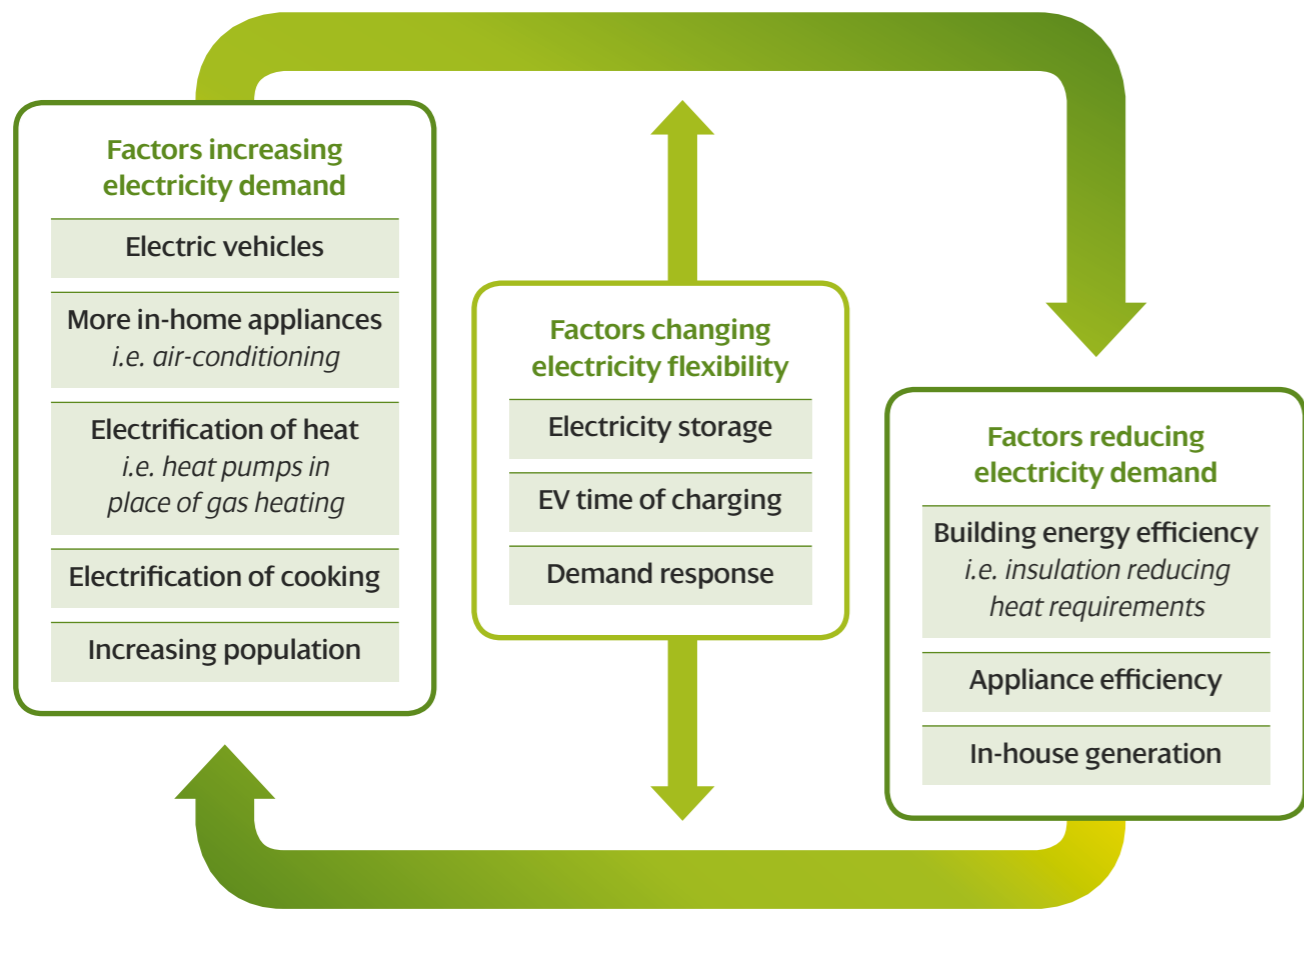 Factors increasing
electricity demand
Electric vehicles
More in-home appliances
i.e. air-conditioning
Electrification of heat
i.e. heat pumps in
place of gas heating
Electrification of cooking
Increasing population
Factors changing
electricity flexibility
Electricity storage
EV time of charging
Demand response
Factors reducing
electricity demand
Building energy efficiency
i.e. insulation reducing
heat requirements
Appliance efficiency
In-house generation